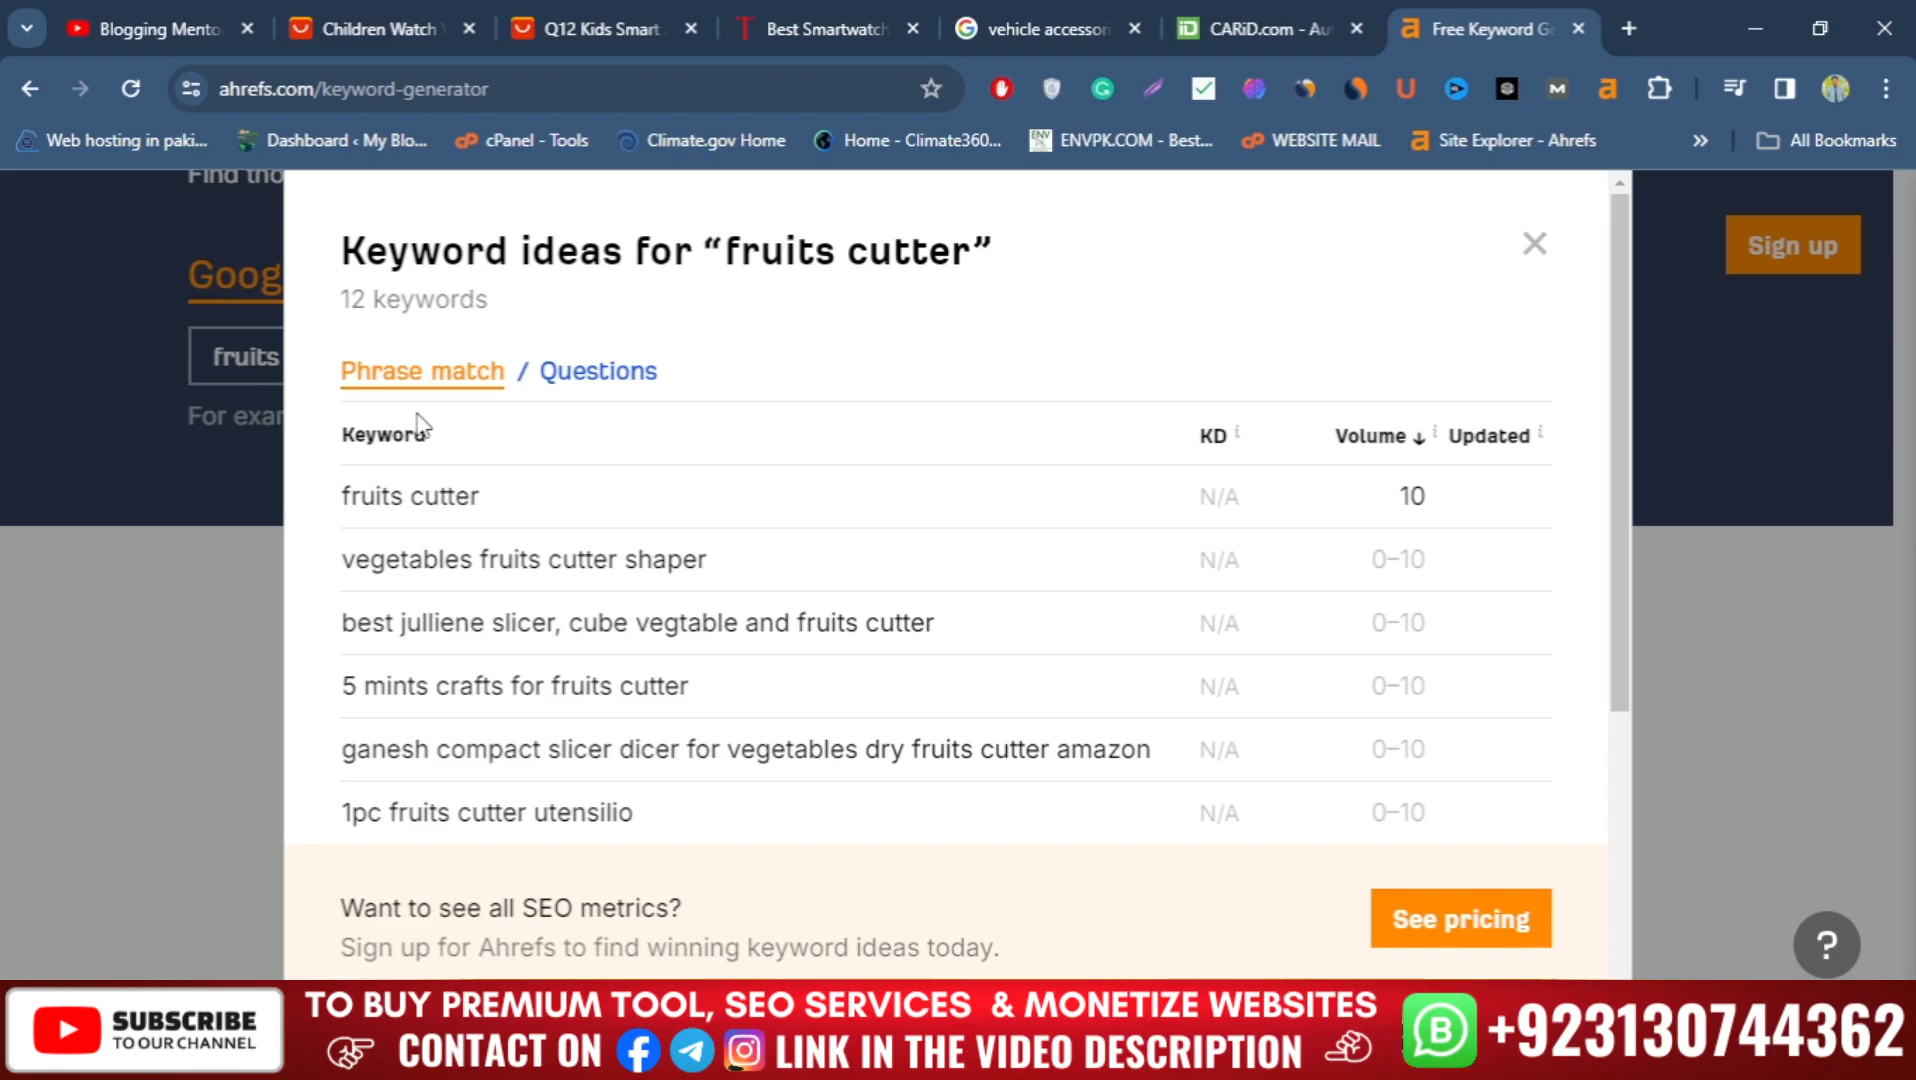 Blogging Mento
Children Watch
Q12 Kids Smart
Best Smartwatch
vehicle accessori
CARiD.com - Au
Free Keyword Ge
ahrefs.com/keyword-generator
Web hosting in paki...
Dashboard ‹ My Blo...
cPanel - Tools
Climate.gov Home
Home - Climate360...
ENVPK.COM - Best...
WEBSITE MAIL
Site Explorer - Ahrefs
»
All Bookmarks
Find tho
Goog
fruits
For exar
Sign up
Keyword ideas for “fruits cutter”
12 keywords
Phrase match / Questions
Keyword KD i Volume ↓ i Updated i
fruits cutter N/A 10
vegetables fruits cutter shaper N/A 0–10
best julliene slicer, cube vegtable and fruits cutter N/A 0–10
5 mints crafts for fruits cutter N/A 0–10
ganesh compact slicer dicer for vegetables dry fruits cutter amazon N/A 0–10
1pc fruits cutter utensilio N/A 0–10
Want to see all SEO metrics?
Sign up for Ahrefs to find winning keyword ideas today.
See pricing
?
SUBSCRIBE
TO OUR CHANNEL
TO BUY PREMIUM TOOL, SEO SERVICES & MONETIZE WEBSITES
CONTACT ON LINK IN THE VIDEO DESCRIPTION
+923130744362